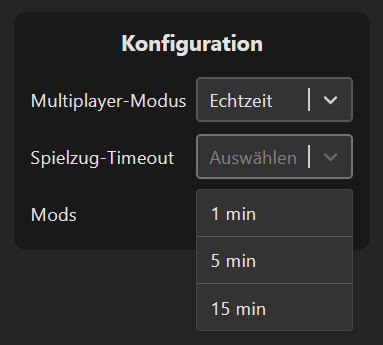 Konfiguration
Multiplayer-Modus Echtzeit
Spielzug-Timeout Auswählen
Mods 1 min
5 min
15 min